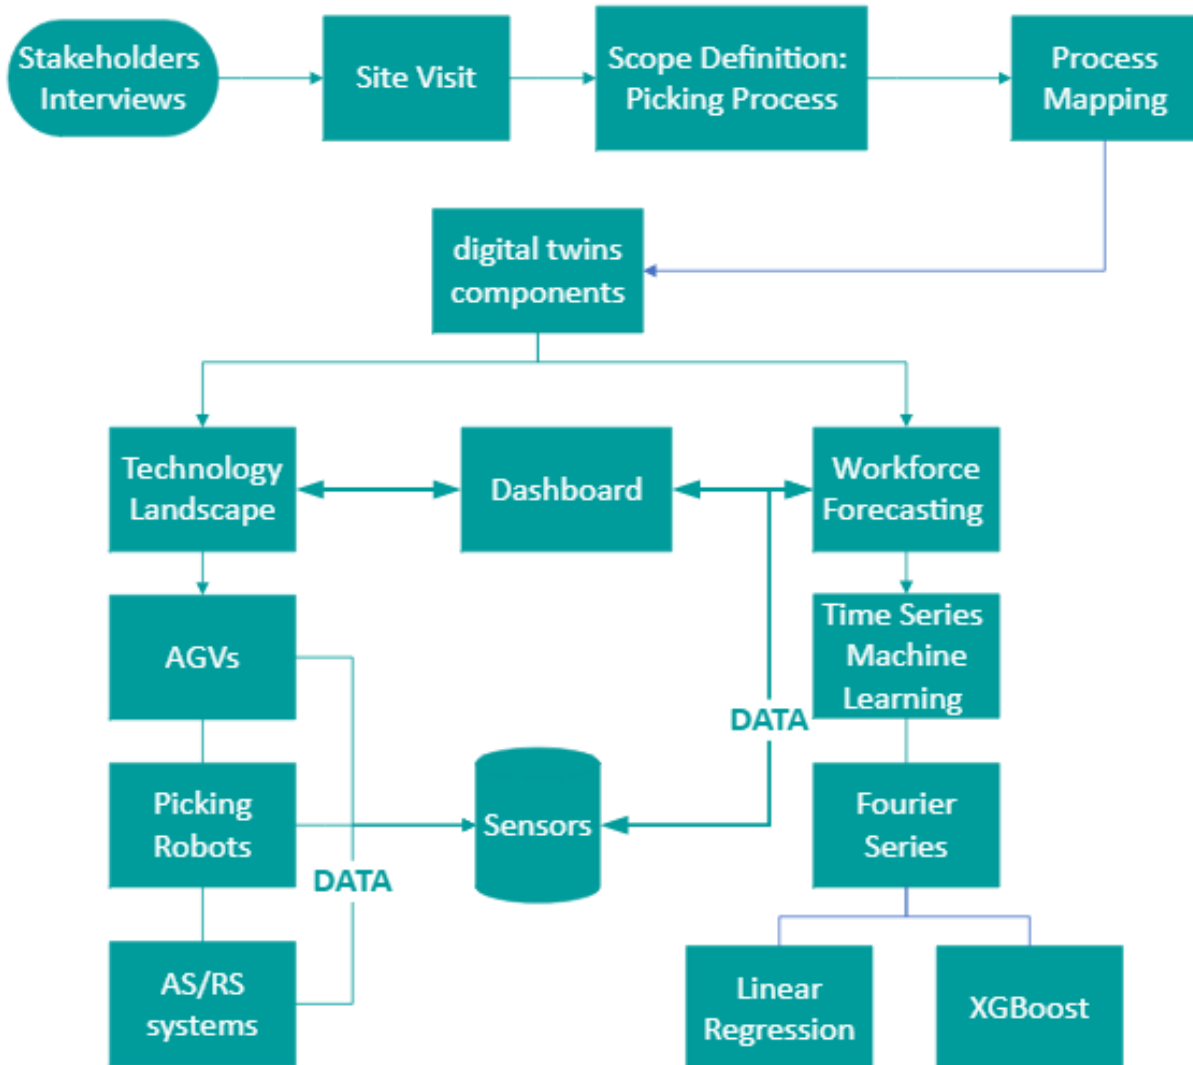 Stakeholders
Interviews
Site Visit
Scope Definition:
Picking Process
Process
Mapping
digital twins
components
Technology
Landscape
Dashboard
Workforce
Forecasting
AGVs
Time Series
Machine
Learning
DATA
Picking
Robots
Sensors
Fourier
Series
DATA
AS/RS
systems
Linear
Regression
XGBoost